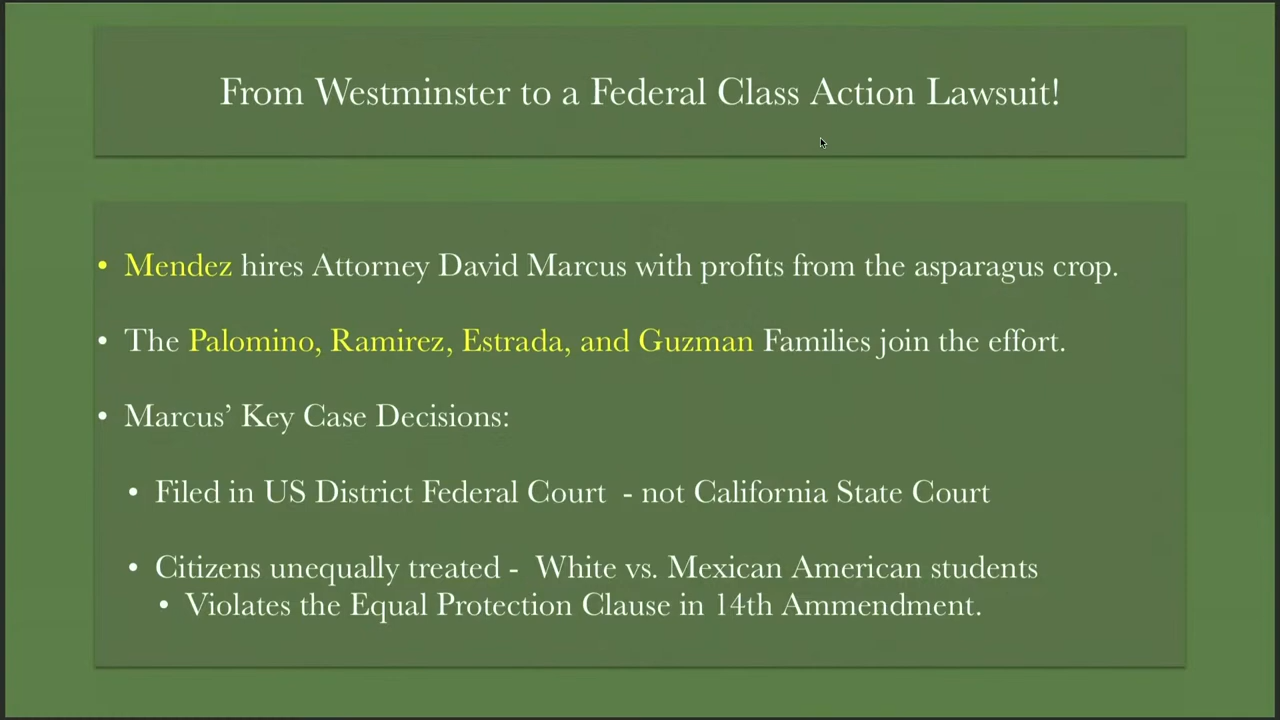 From Westminster to a Federal Class Action Lawsuit!
• Mendez hires Attorney David Marcus with profits from the asparagus crop.
• The Palomino, Ramirez, Estrada, and Guzman Families join the effort.
• Marcus’ Key Case Decisions:
• Filed in US District Federal Court - not California State Court
• Citizens unequally treated - White vs. Mexican American students
• Violates the Equal Protection Clause in 14th Ammendment.